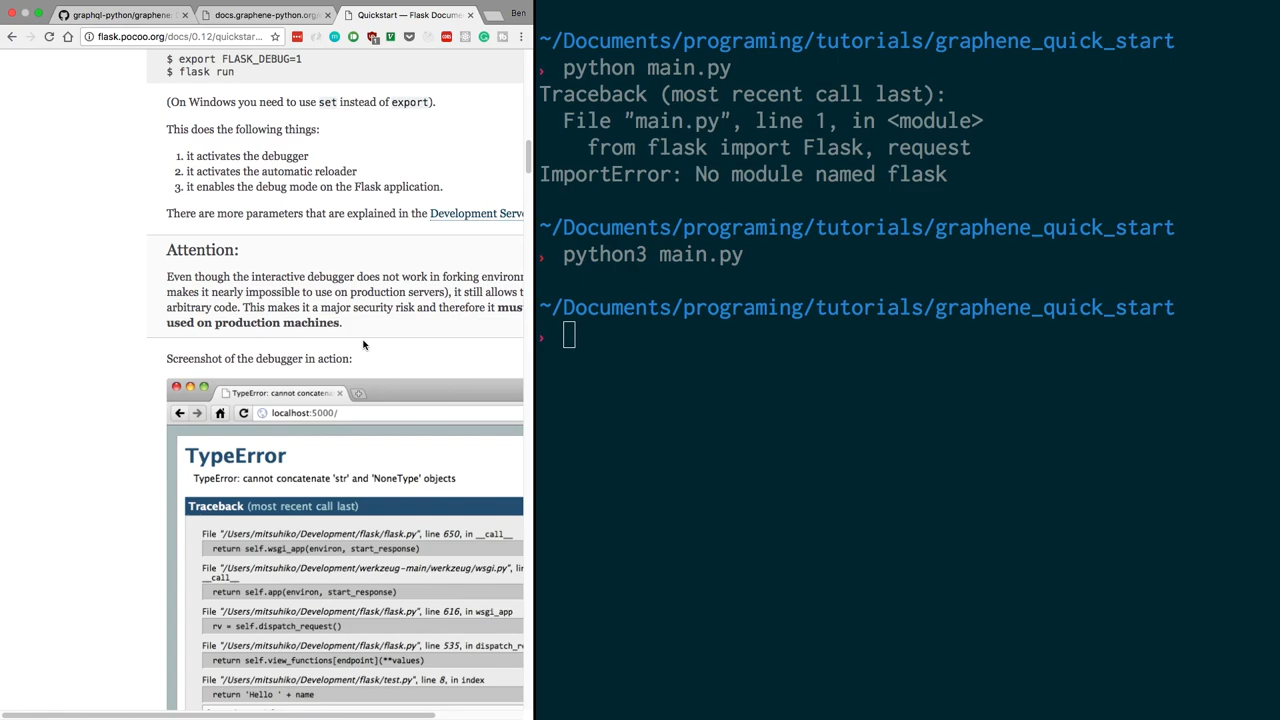 graphql-python/graphene:
docs.graphene-python.org/
Quickstart — Flask Docume
Ben
flask.pocoo.org/docs/0.12/quickstar...
$ export FLASK_DEBUG=1
$ flask run
(On Windows you need to use set instead of export).
This does the following things:
1. it activates the debugger
2. it activates the automatic reloader
3. it enables the debug mode on the Flask application.
There are more parameters that are explained in the Development Serve
Attention:
Even though the interactive debugger does not work in forking environm
makes it nearly impossible to use on production servers), it still allows t
arbitrary code. This makes it a major security risk and therefore it mus
used on production machines.
Screenshot of the debugger in action:
TypeError: cannot concatena
localhost:5000/
TypeError
TypeError: cannot concatenate 'str' and 'NoneType' objects
Traceback (most recent call last)
File "/Users/mitsuhiko/Development/flask/flask.py", line 650, in __call__
return self.wsgi_app(environ, start_response)
File "/Users/mitsuhiko/Development/werkzeug-main/werkzeug/wsgi.py", lin
__call__
return self.app(environ, start_response)
File "/Users/mitsuhiko/Development/flask/flask.py", line 616, in wsgi_app
rv = self.dispatch_request()
File "/Users/mitsuhiko/Development/flask/flask.py", line 535, in dispatch_re
return self.view_functions[endpoint](**values)
File "/Users/mitsuhiko/Development/flask/test.py", line 8, in index
return 'Hello ' + name
~/Documents/programing/tutorials/graphene_quick_start
› python main.py
Traceback (most recent call last):
File "main.py", line 1, in <module>
from flask import Flask, request
ImportError: No module named flask
~/Documents/programing/tutorials/graphene_quick_start
› python3 main.py
~/Documents/programing/tutorials/graphene_quick_start
›